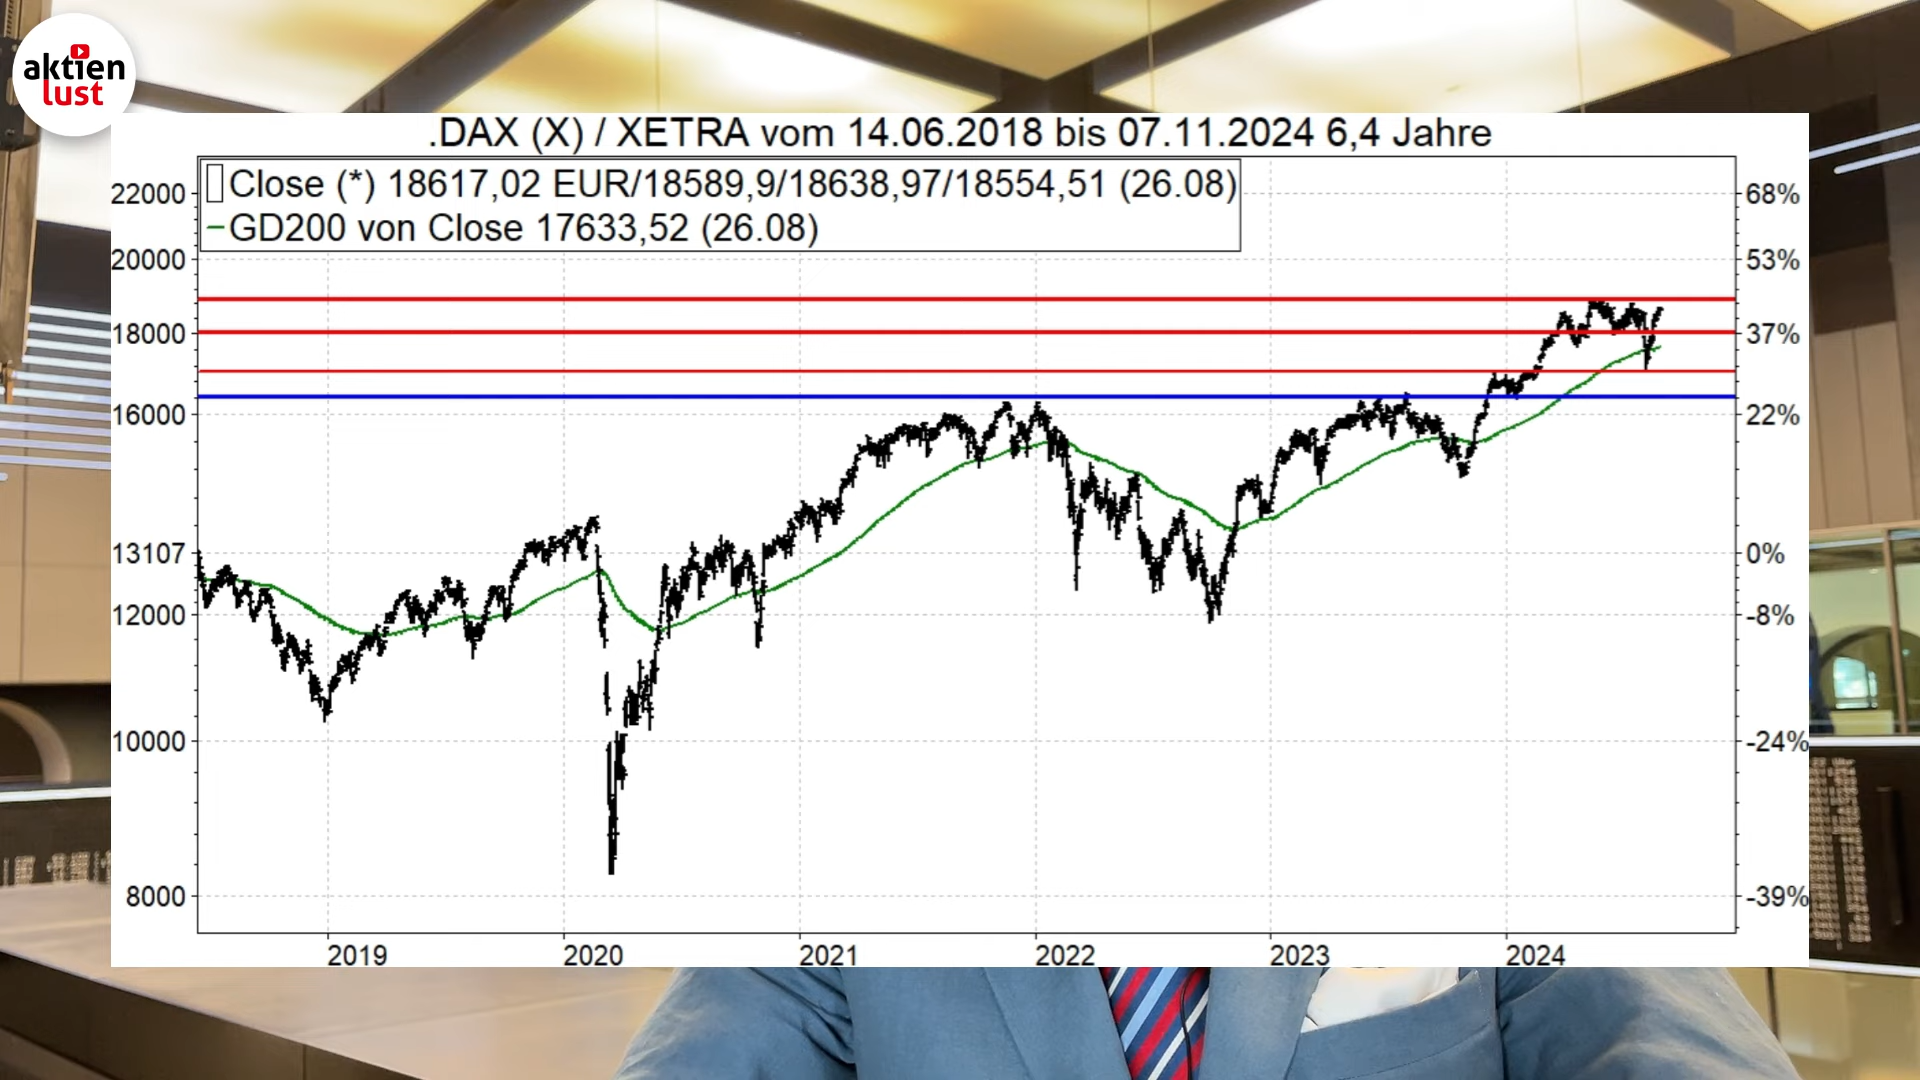 aktien
lust
.DAX (X) / XETRA vom 14.06.2018 bis 07.11.2024 6,4 Jahre
Close (*) 18617,02 EUR/18589,9/18638,97/18554,51 (26.08)
GD200 von Close 17633,52 (26.08)
22000 68%
20000 53%
18000 37%
16000 22%
13107 0%
12000 -8%
10000 -24%
8000 -39%
2019 2020 2021 2022 2023 2024